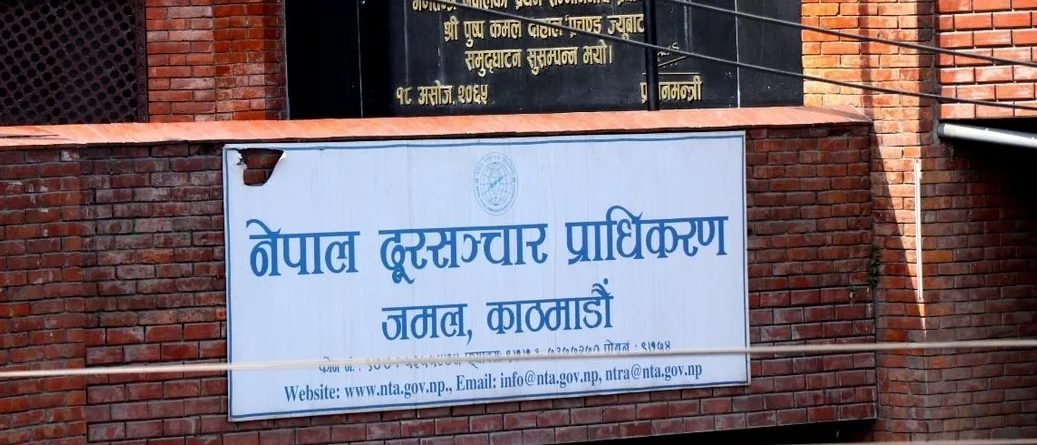 श्री पुष्प कमल दाहाल प्रचण्ड ज्यूबाट
समुद्घाटन सुसम्पन्न भयो।
१८ असोज, २०६५
प्रधानमन्त्री
नेपाल दूरसञ्चार प्राधिकरण
जमल, काठमाडौं
फोन नं.:
Website: www.nta.gov.np., Email: info@nta.gov.np, ntra@nta.gov.np